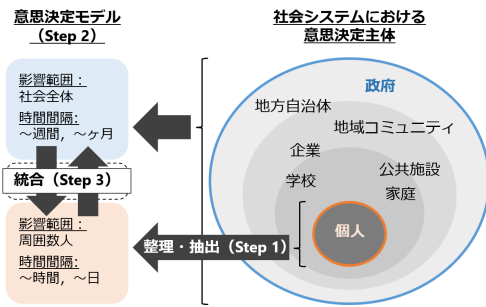 意思決定モデル
（Step 2）
影響範囲：
社会全体
時間間隔：
～週間，～ヶ月
統合（Step 3）
影響範囲：
周囲数人
時間間隔：
～時間，～日
整理・抽出（Step 1）
社会システムにおける
意思決定主体
政府
地方自治体
地域コミュニティ
企業
公共施設
学校
家庭
個人